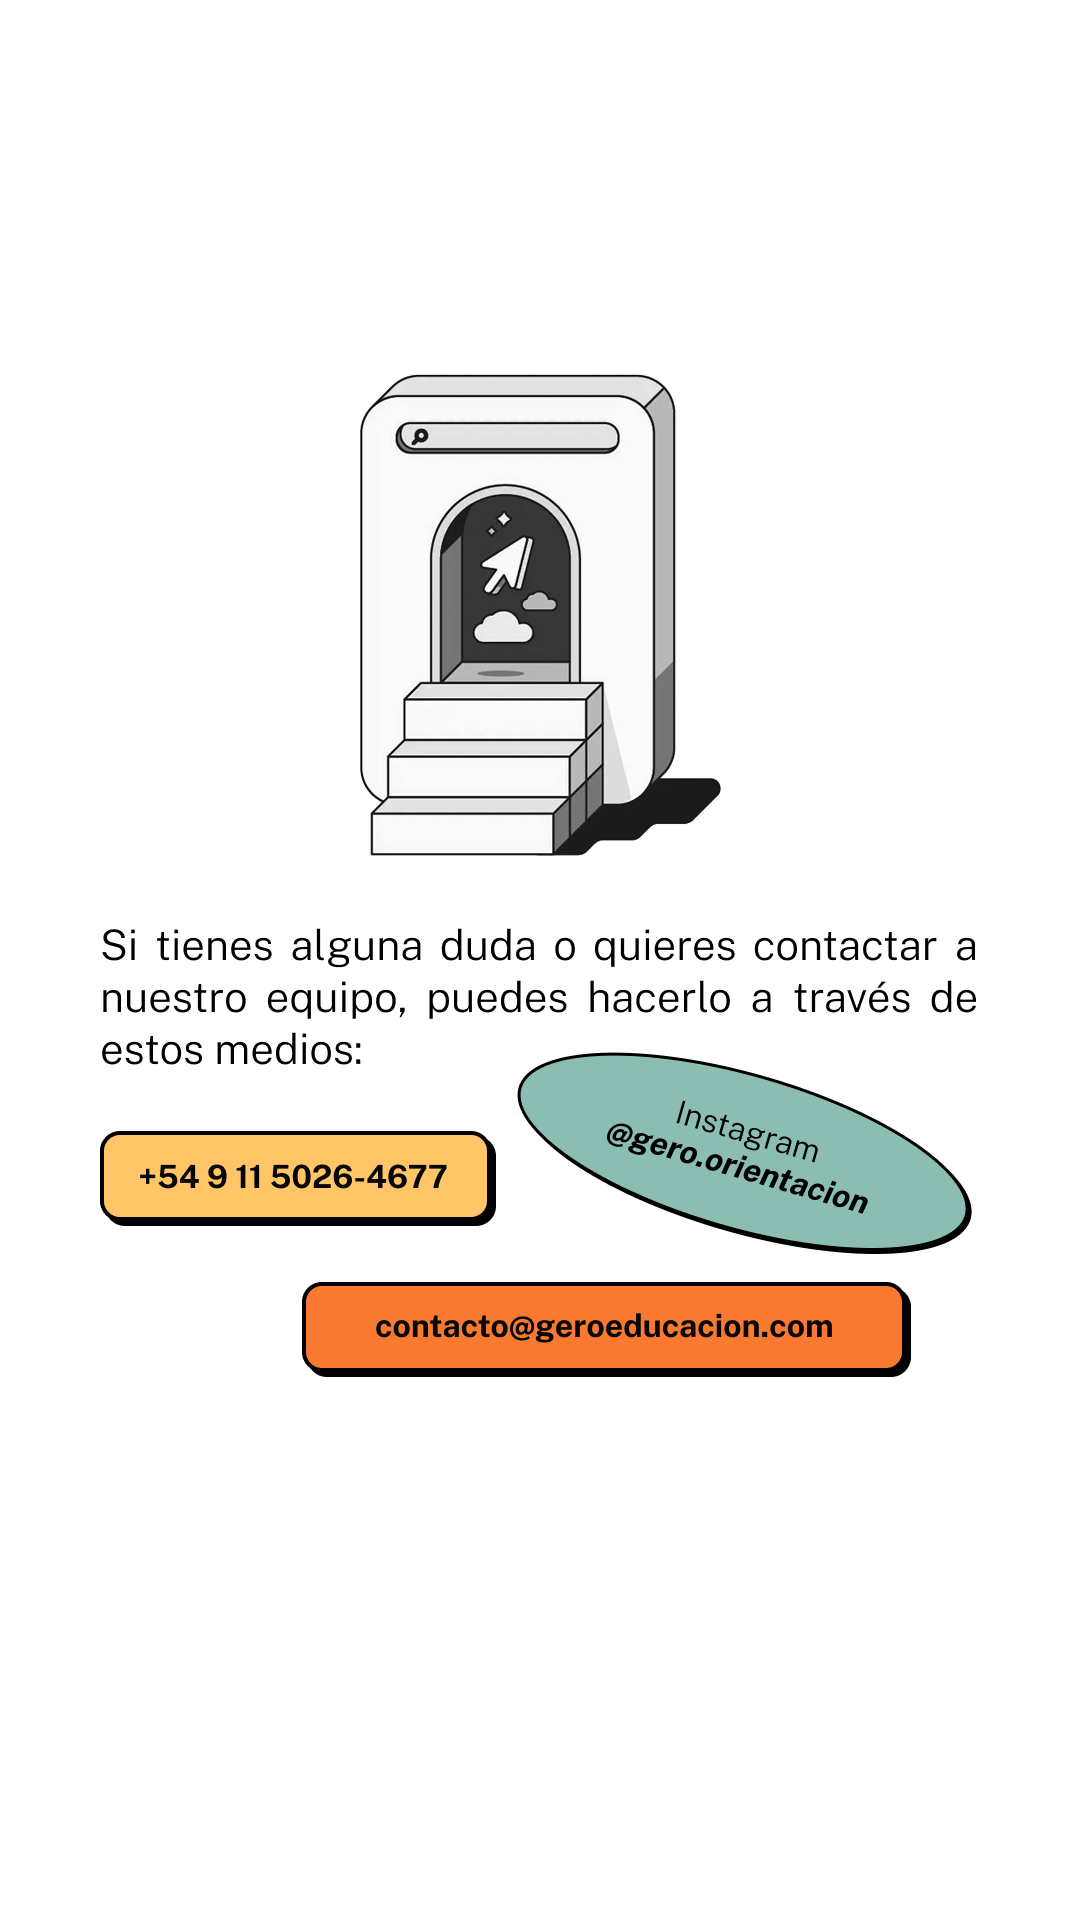 Si tienes alguna duda o quieres contactar a
nuestro equipo, puedes hacerlo a través de
estos medios:
Instagram
@gero.orientacion
+54 9 11 5026-4677
contacto@geroeducacion.com